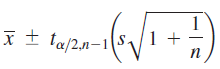 x̄ ± t_{α/2,n−1}(s√(1 + 1/n)